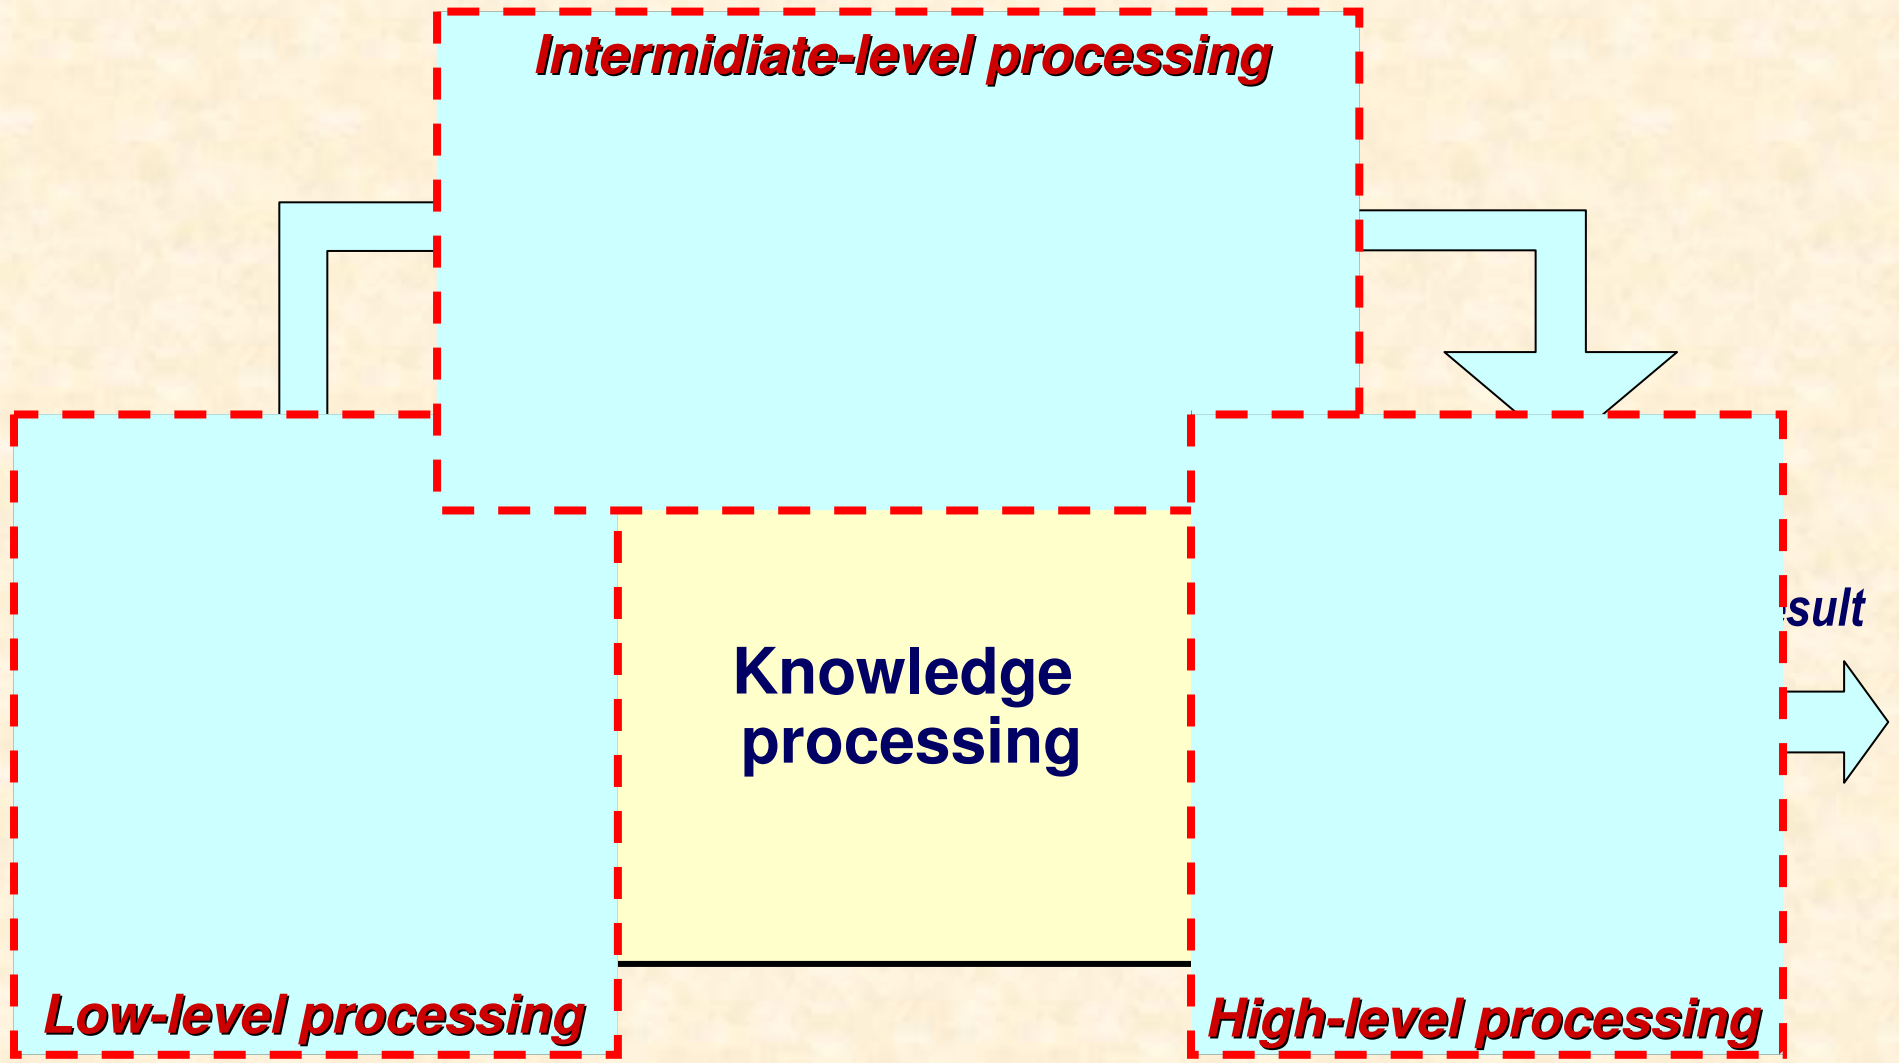 Intermidiate-level processing
sult
Knowledge
processing
Low-level processing
High-level processing